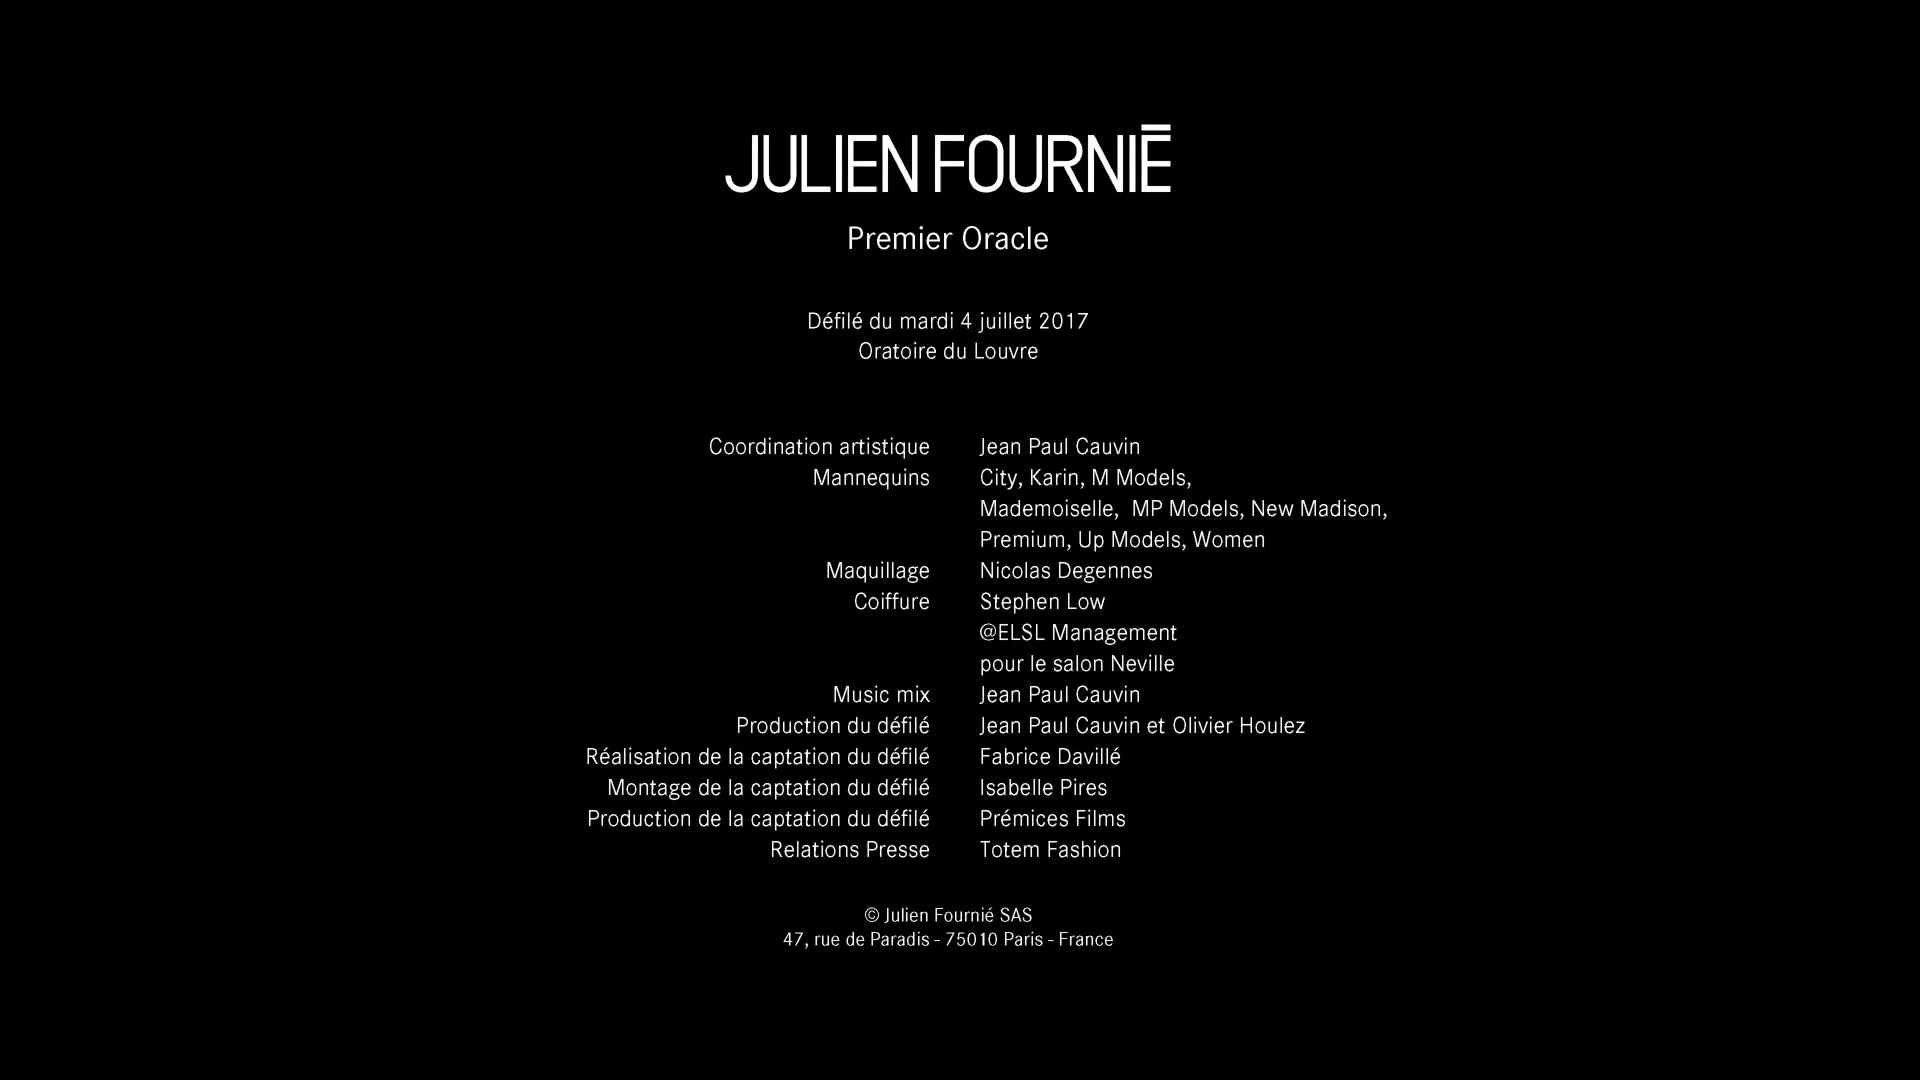 JULIEN FOURNIÉ
Premier Oracle
Défilé du mardi 4 juillet 2017
Oratoire du Louvre
Coordination artistique Jean Paul Cauvin
Mannequins City, Karin, M Models,
Mademoiselle, MP Models, New Madison,
Premium, Up Models, Women
Maquillage Nicolas Degennes
Coiffure Stephen Low
@ELSL Management
pour le salon Neville
Music mix Jean Paul Cauvin
Production du défilé Jean Paul Cauvin et Olivier Houlez
Réalisation de la captation du défilé Fabrice Davillé
Montage de la captation du défilé Isabelle Pires
Production de la captation du défilé Prémices Films
Relations Presse Totem Fashion
© Julien Fournié SAS
47, rue de Paradis - 75010 Paris - France